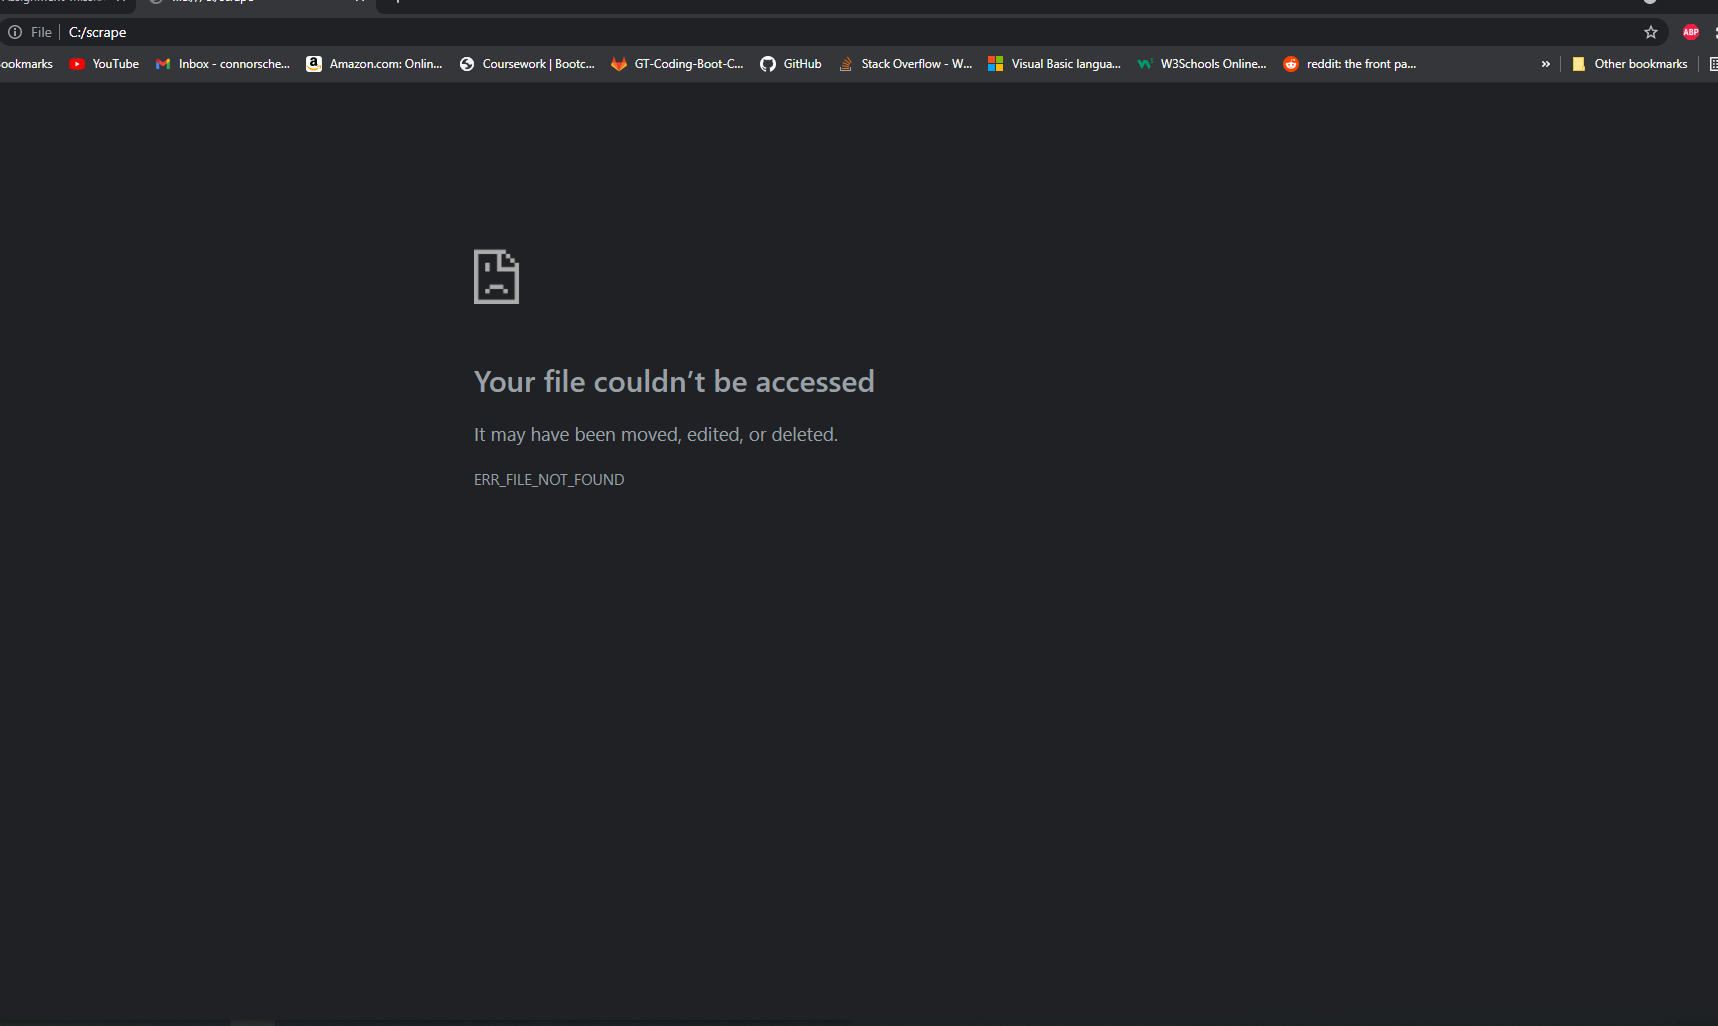 File C:/scrape
ookmarks YouTube Inbox - connorsche... Amazon.com: Onlin... Coursework | Bootc... GT-Coding-Boot-C... GitHub Stack Overflow - W... Visual Basic langua... W3Schools Online... reddit: the front pa... » Other bookmarks
ABP
Your file couldn’t be accessed
It may have been moved, edited, or deleted.
ERR_FILE_NOT_FOUND